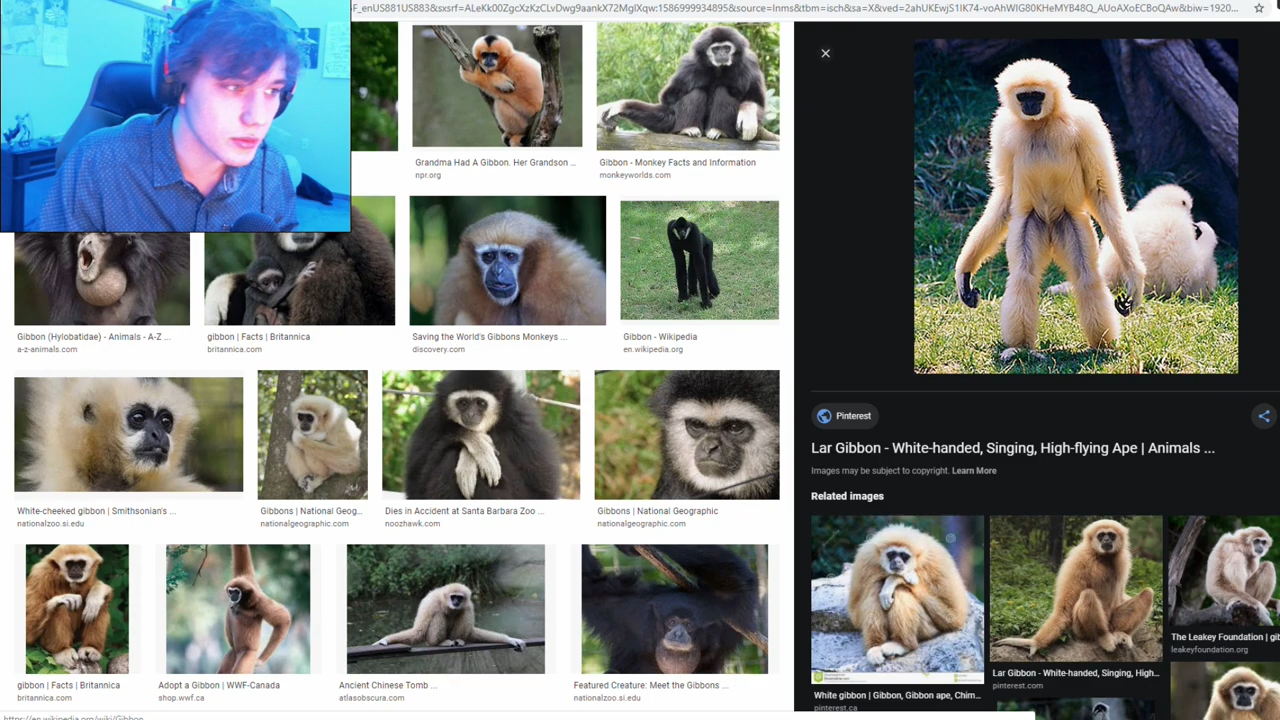 F_enUS881US883&sxsrf=ALeKk00ZgcXzKzCLvDwg9aankX72MgIXqw:1586999934895&source=lnms&tbm=isch&sa=X&ved=2ahUKEwjS1IK74-voAhWIG80KHeMYB48Q_AUoAXoECBoQAw&biw=1920...
Grandma Had A Gibbon. Her Grandson ...
npr.org
Gibbon - Monkey Facts and Information
monkeyworlds.com
Gibbon (Hylobatidae) - Animals - A-Z ...
a-z-animals.com
gibbon | Facts | Britannica
britannica.com
Saving the World's Gibbons Monkeys ...
discovery.com
Gibbon - Wikipedia
en.wikipedia.org
White-cheeked gibbon | Smithsonian's ...
nationalzoo.si.edu
Gibbons | National Geog...
nationalgeographic.com
Dies in Accident at Santa Barbara Zoo ...
noozhawk.com
Gibbons | National Geographic
nationalgeographic.com
gibbon | Facts | Britannica
britannica.com
Adopt a Gibbon | WWF-Canada
shop.wwf.ca
Ancient Chinese Tomb ...
atlasobscura.com
Featured Creature: Meet the Gibbons ...
nationalzoo.si.edu
https://en.wikipedia.org/wiki/Gibbon
Pinterest
Lar Gibbon - White-handed, Singing, High-flying Ape | Animals ...
Images may be subject to copyright. Learn More
Related images
White gibbon | Gibbon, Gibbon ape, Chim...
pinterest.ca
Lar Gibbon - White-handed, Singing, High...
pinterest.com
The Leakey Foundation | gib
leakeyfoundation.org